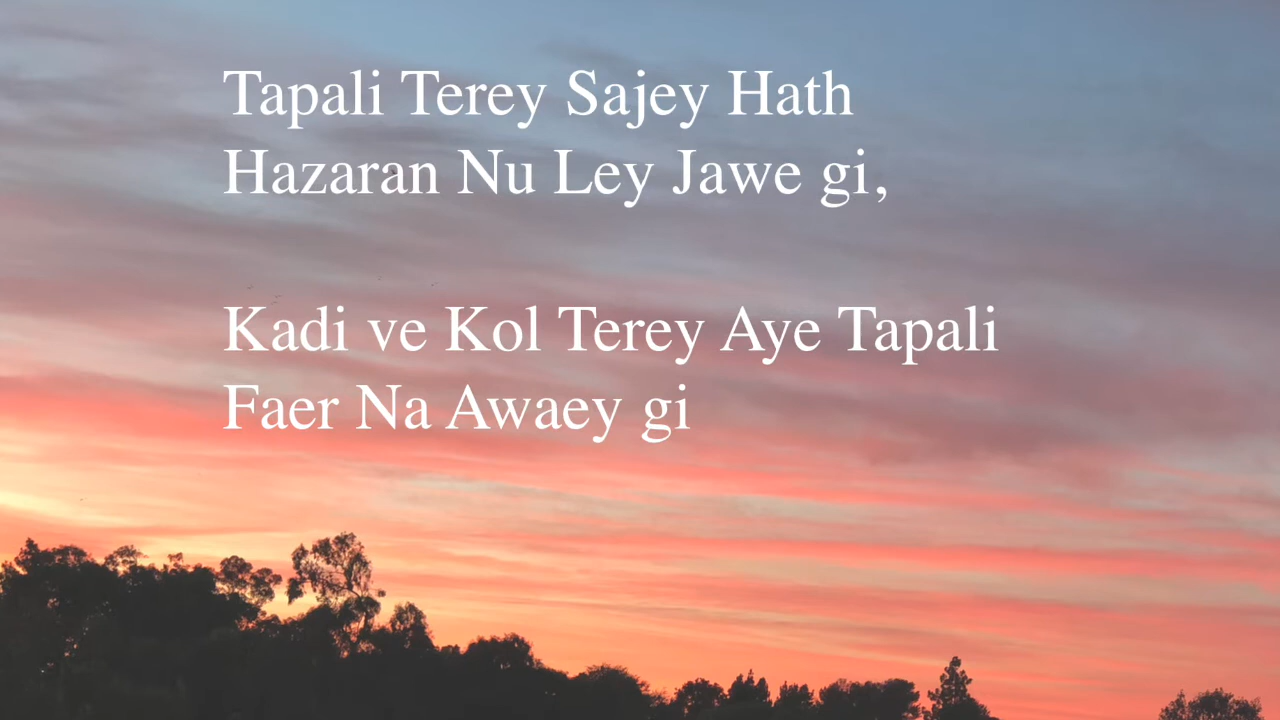 Tapali Terey Sajey Hath
Hazaran Nu Ley Jawe gi,
Kadi ve Kol Terey Aye Tapali
Faer Na Awaey gi